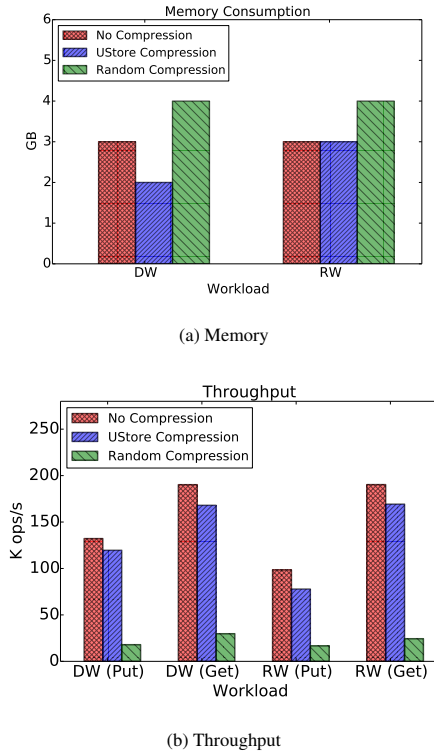 Memory Consumption
6
No Compression
UStore Compression
5
Random Compression
4
GB
3
2
1
0
DW
RW
Workload
(a) Memory
Throughput
No Compression
250
UStore Compression
Random Compression
200
K ops/s
150
100
50
0
DW (Put)
DW (Get)
RW (Put)
RW (Get)
Workload
(b) Throughput